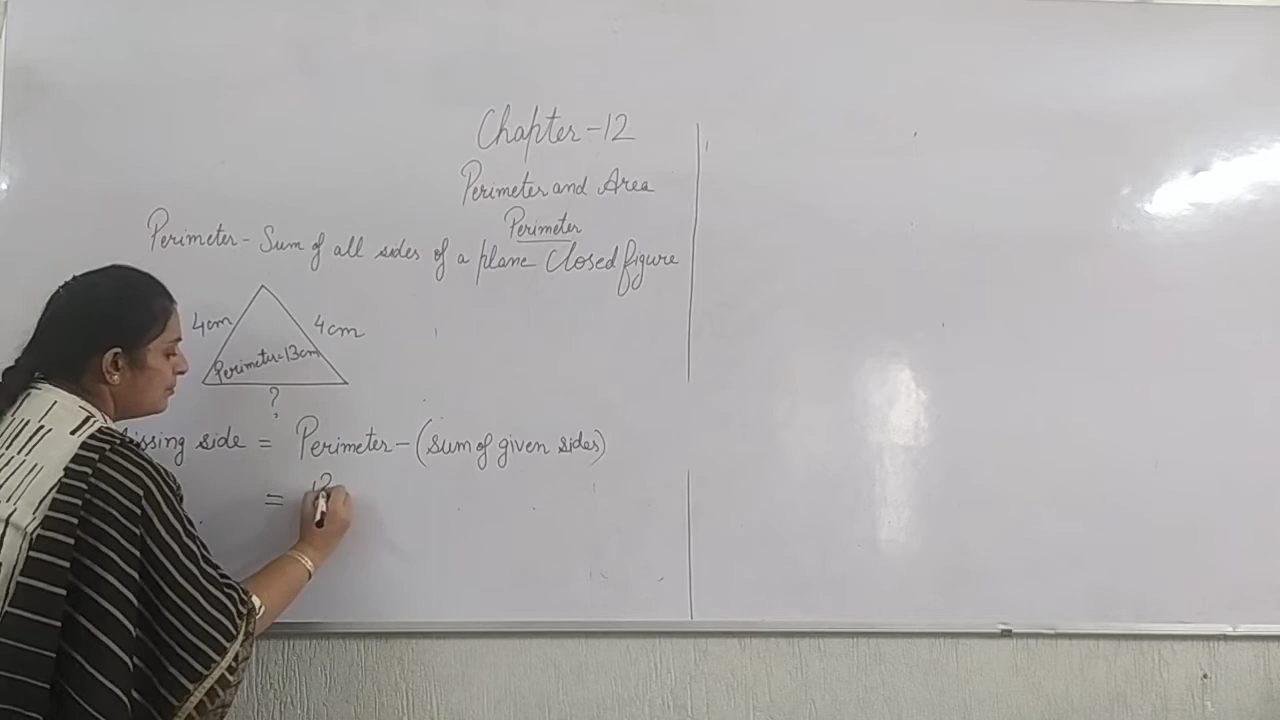 Chapter-12
Perimeter and Area
Perimeter
Perimeter - Sum of all sides of a plane Closed figure
4cm
4cm
Perimeter=13cm
?
issing side = Perimeter - (sum of given sides)
=